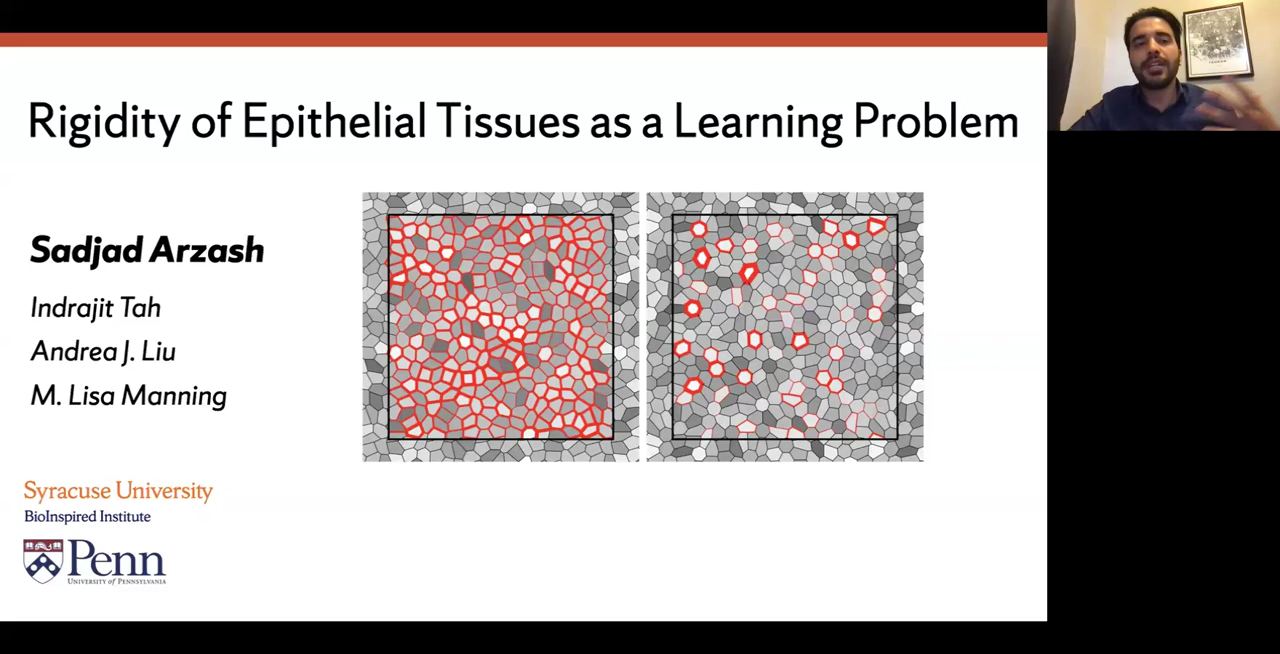 Rigidity of Epithelial Tissues as a Learning Problem
Sadjad Arzash
Indrajit Tah
Andrea J. Liu
M. Lisa Manning
Syracuse University
BioInspired Institute
Penn
UNIVERSITY of PENNSYLVANIA